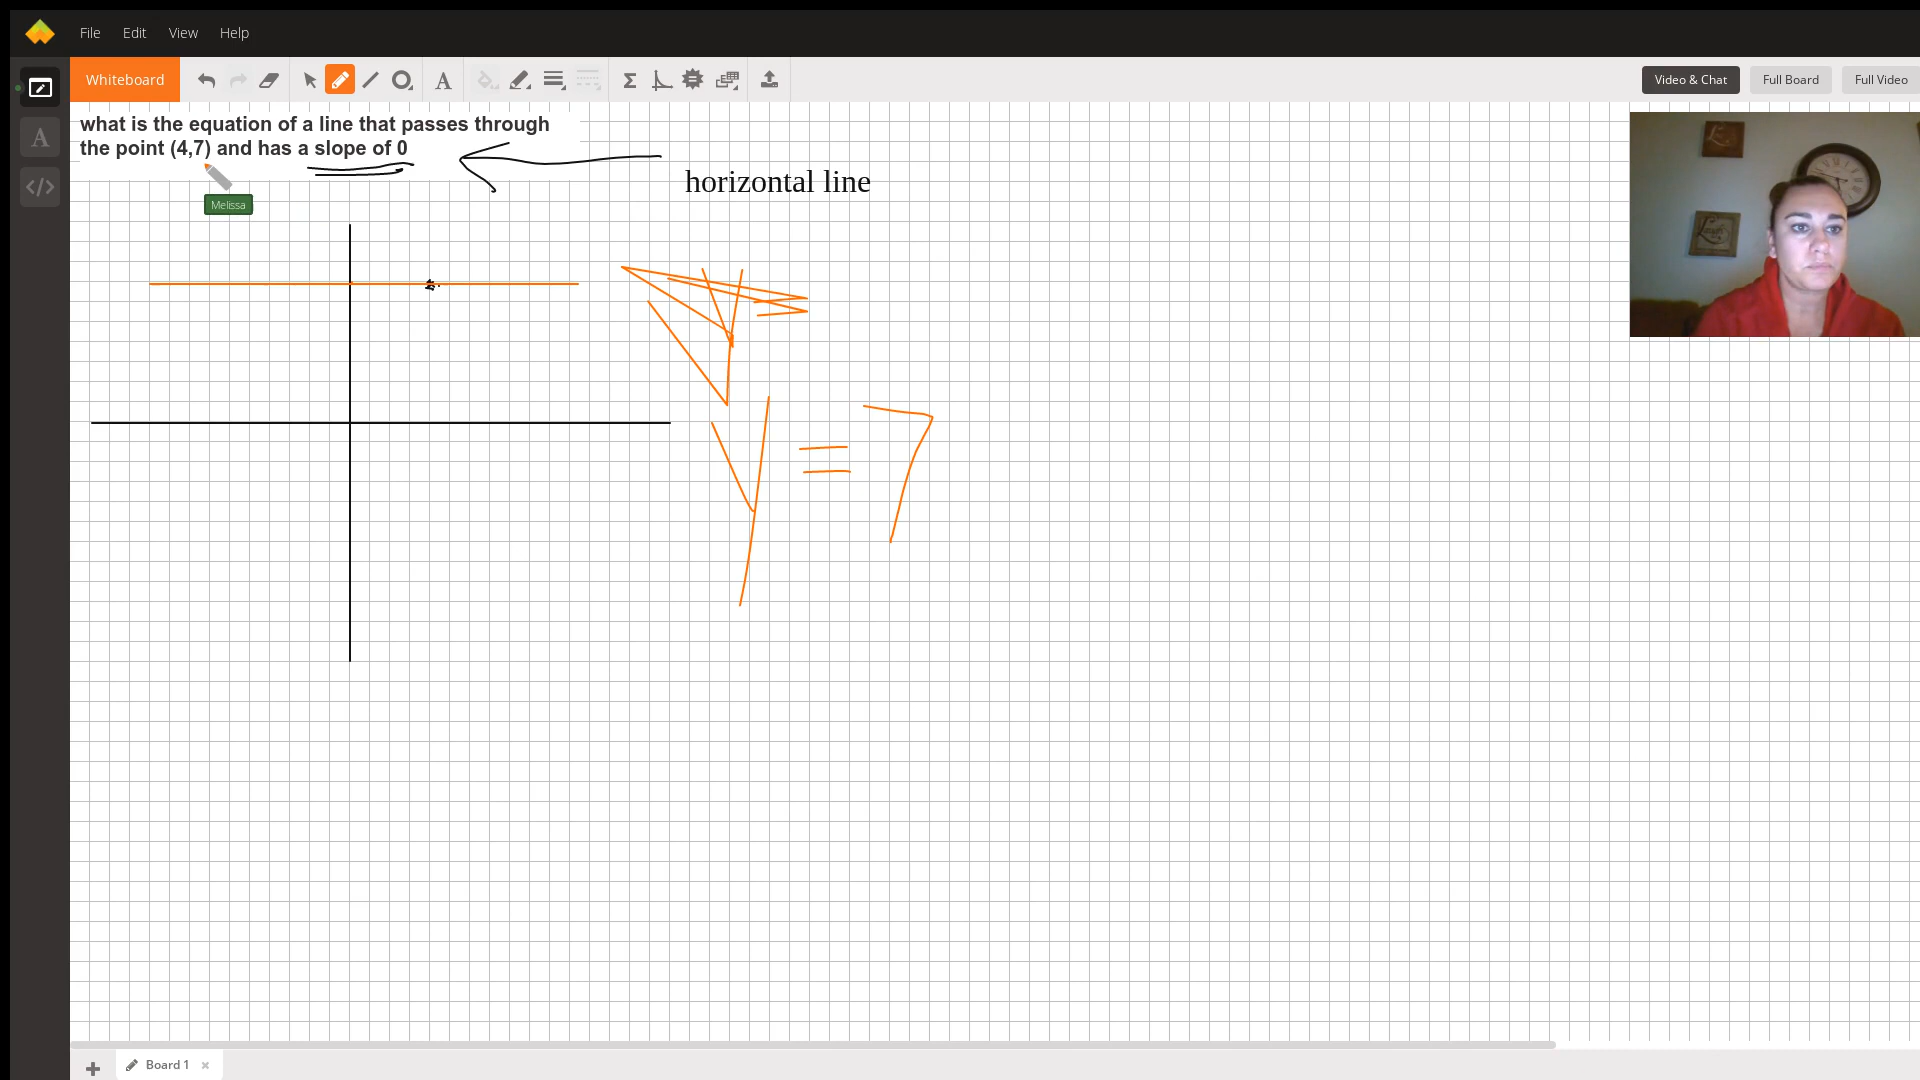 File Edit View Help
Whiteboard A Σ Video & Chat Full Board Full Video
A
</>
what is the equation of a line that passes through
the point (4,7) and has a slope of 0
horizontal line
Melissa
y = 7
Board 1